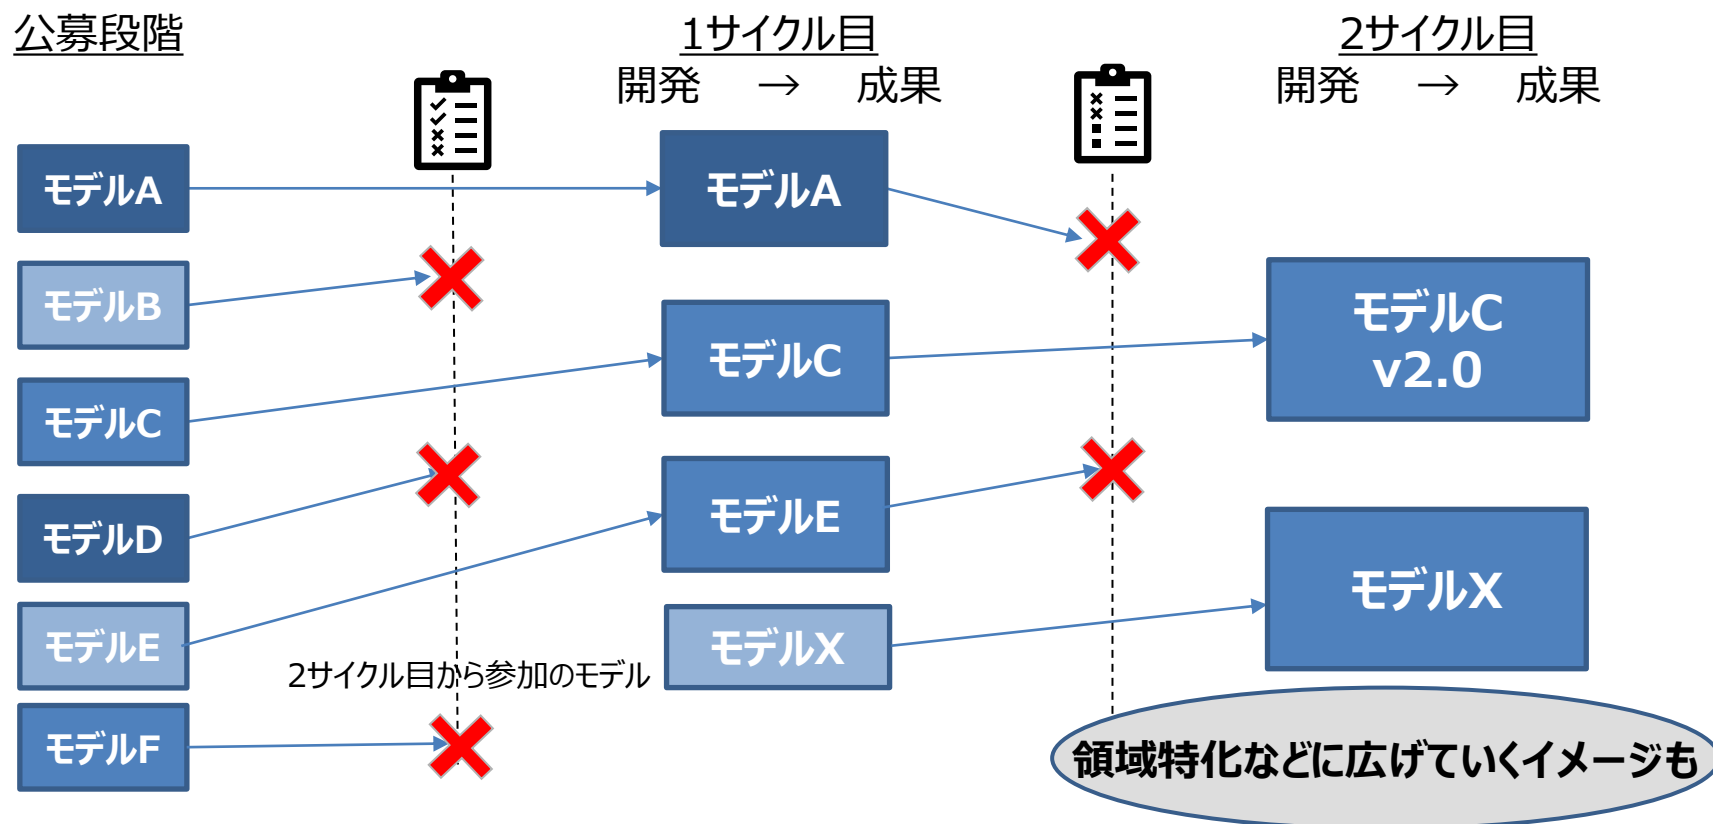 公募段階
1サイクル目
開発 → 成果
2サイクル目
開発 → 成果
モデルA
モデルB
モデルC
モデルD
モデルE
モデルF
モデルA
モデルC
モデルE
2サイクル目から参加のモデル
モデルX
モデルC
v2.0
モデルX
領域特化などに広げていくイメージも